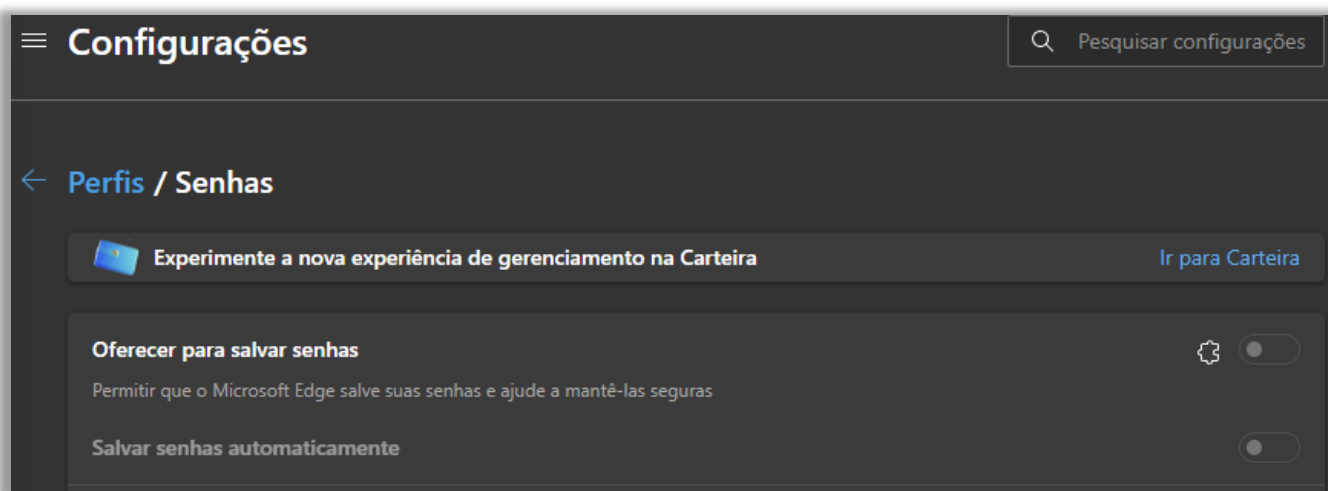 Configurações
Pesquisar configurações
Perfis / Senhas
Experimente a nova experiência de gerenciamento na Carteira
Ir para Carteira
Oferecer para salvar senhas
Permitir que o Microsoft Edge salve suas senhas e ajude a mantê-las seguras
Salvar senhas automaticamente